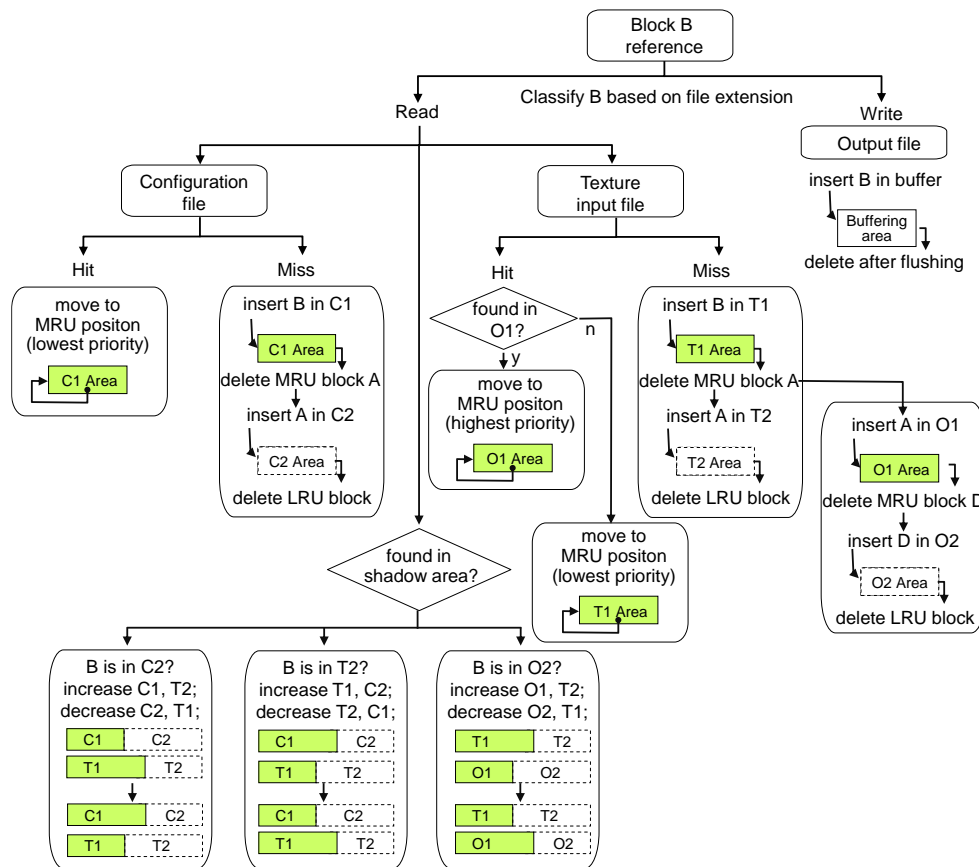 Block B
reference
Classify B based on file extension
Read
Write
Configuration
file
Texture
input file
Output file
insert B in buffer
Buffering
area
delete after flushing
Hit
move to
MRU positon
(lowest priority)
C1 Area
Miss
insert B in C1
C1 Area
delete MRU block A
insert A in C2
C2 Area
delete LRU block
Hit
found in
O1?
n
y
move to
MRU positon
(highest priority)
O1 Area
move to
MRU positon
(lowest priority)
T1 Area
Miss
insert B in T1
T1 Area
delete MRU block A
insert A in T2
T2 Area
delete LRU block
insert A in O1
O1 Area
delete MRU block D
insert D in O2
O2 Area
delete LRU block
found in
shadow area?
B is in C2?
increase C1, T2;
decrease C2, T1;
C1 C2
T1 T2
C1 C2
T1 T2
B is in T2?
increase T1, C2;
decrease T2, C1;
C1 C2
T1 T2
C1 C2
T1 T2
B is in O2?
increase O1, T2;
decrease O2, T1;
T1 T2
O1 O2
T1 T2
O1 O2